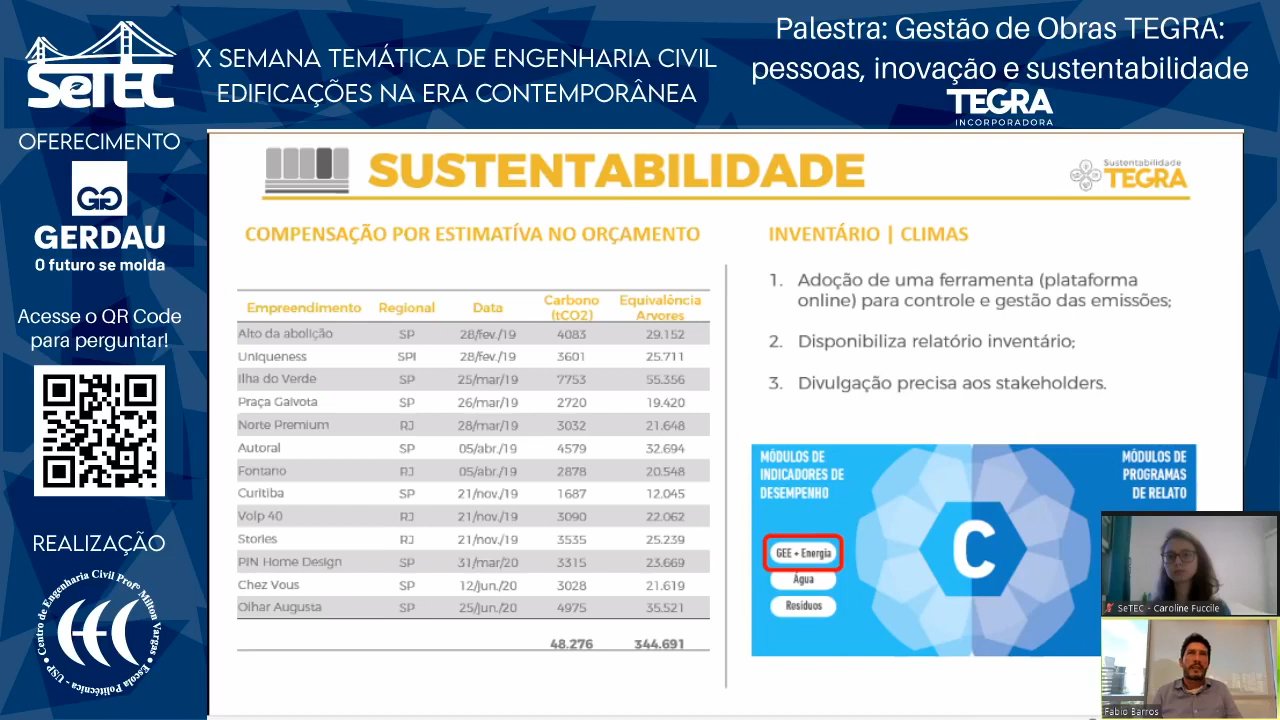 SeTEC
X SEMANA TEMÁTICA DE ENGENHARIA CIVIL
EDIFICAÇÕES NA ERA CONTEMPORÂNEA
Palestra: Gestão de Obras TEGRA:
pessoas, inovação e sustentabilidade
TEGRA
INCORPORADORA
OFERECIMENTO
GERDAU
O futuro se molda
Acesse o QR Code
para perguntar!
REALIZAÇÃO
Centro de Engenharia Civil Profº Milton Vargas
Escola Politécnica - USP
CEC
SUSTENTABILIDADE
Sustentabilidade
TEGRA
COMPENSAÇÃO POR ESTIMATÍVA NO ORÇAMENTO
Empreendimento Regional Data Carbono (tCO2) Equivalência Arvores
Alto da abolição SP 28/fev./19 4083 29.152
Uniqueness SPI 28/fev./19 3601 25.711
Ilha do Verde SP 25/mar/19 7753 55.356
Praça Gaivota SP 26/mar/19 2720 19.420
Norte Premium RJ 28/mar/19 3032 21.648
Autoral SP 05/abr./19 4579 32.694
Fontano RJ 05/abr./19 2878 20.548
Curitiba SP 21/nov./19 1687 12.045
Volp 40 RJ 21/nov./19 3090 22.062
Stories RJ 21/nov./19 3535 25.239
PIN Home Design SP 31/mar/20 3315 23.669
Chez Vous SP 12/jun./20 3028 21.619
Olhar Augusta SP 25/jun./20 4975 35.521
48.276 344.691
INVENTÁRIO | CLIMAS
1. Adoção de uma ferramenta (plataforma
online) para controle e gestão das emissões;
2. Disponibiliza relatório inventário;
3. Divulgação precisa aos stakeholders.
MÓDULOS DE
INDICADORES DE
DESEMPENHO
MÓDULOS DE
PROGRAMAS
DE RELATO
GEE + Energia
Água
Resíduos
C
SeTEC - Caroline Fuccile
Fabio Barros